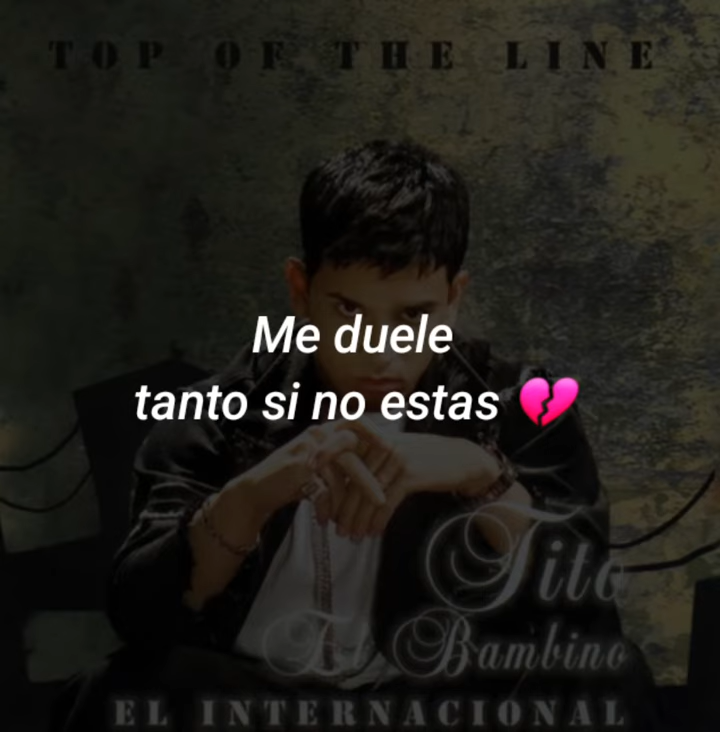 TOP OF THE LINE
Me duele
tanto si no estas 💔
Tito
El Bambino
EL INTERNACIONAL